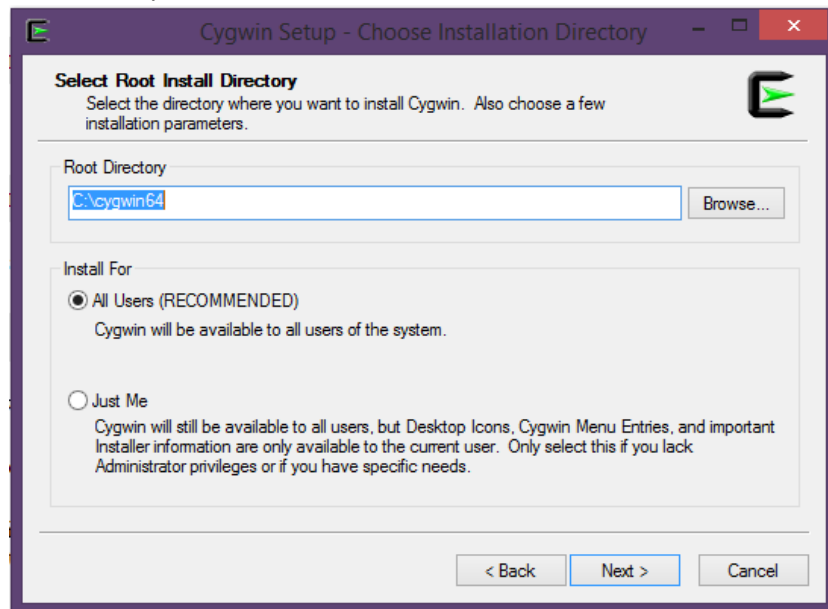 Cygwin Setup - Choose Installation Directory
Select Root Install Directory
Select the directory where you want to install Cygwin. Also choose a few
installation parameters.
Root Directory
C:\cygwin64
Browse...
Install For
All Users (RECOMMENDED)
Cygwin will be available to all users of the system.
Just Me
Cygwin will still be available to all users, but Desktop Icons, Cygwin Menu Entries, and important
Installer information are only available to the current user. Only select this if you lack
Administrator privileges or if you have specific needs.
< Back
Next >
Cancel